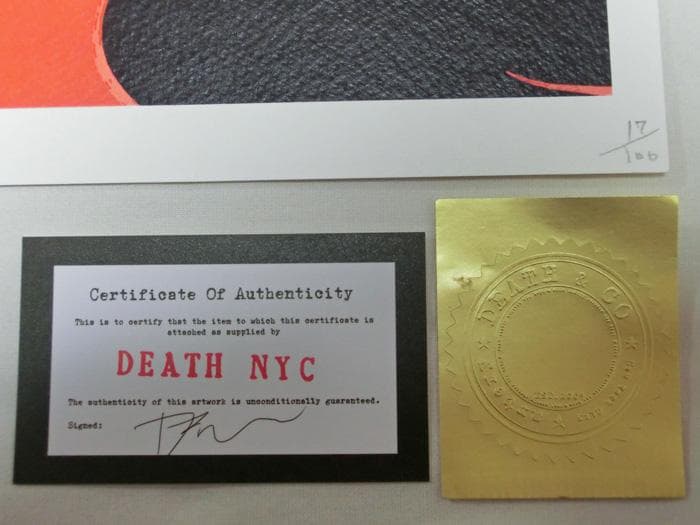 17/100
Certificate Of Authenticity
This is to certify that the item to which this certificate is
attached as supplied by
DEATH NYC
The authenticity of this artwork is unconditionally guaranteed.
Signed:
DEATH & CO